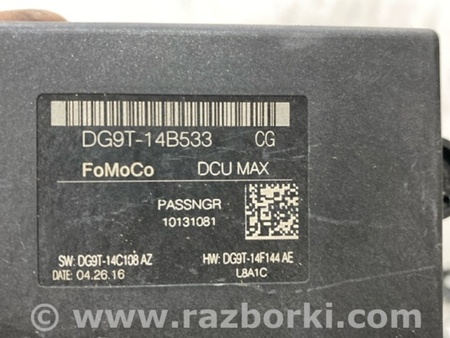 DG9T-14B533 CG
FoMoCo DCU MAX
PASSNGR
10131081
SW: DG9T-14C108 AZ HW: DG9T-14F144 AE
DATE: 04.26.16 L8A1C
www.razborki.com